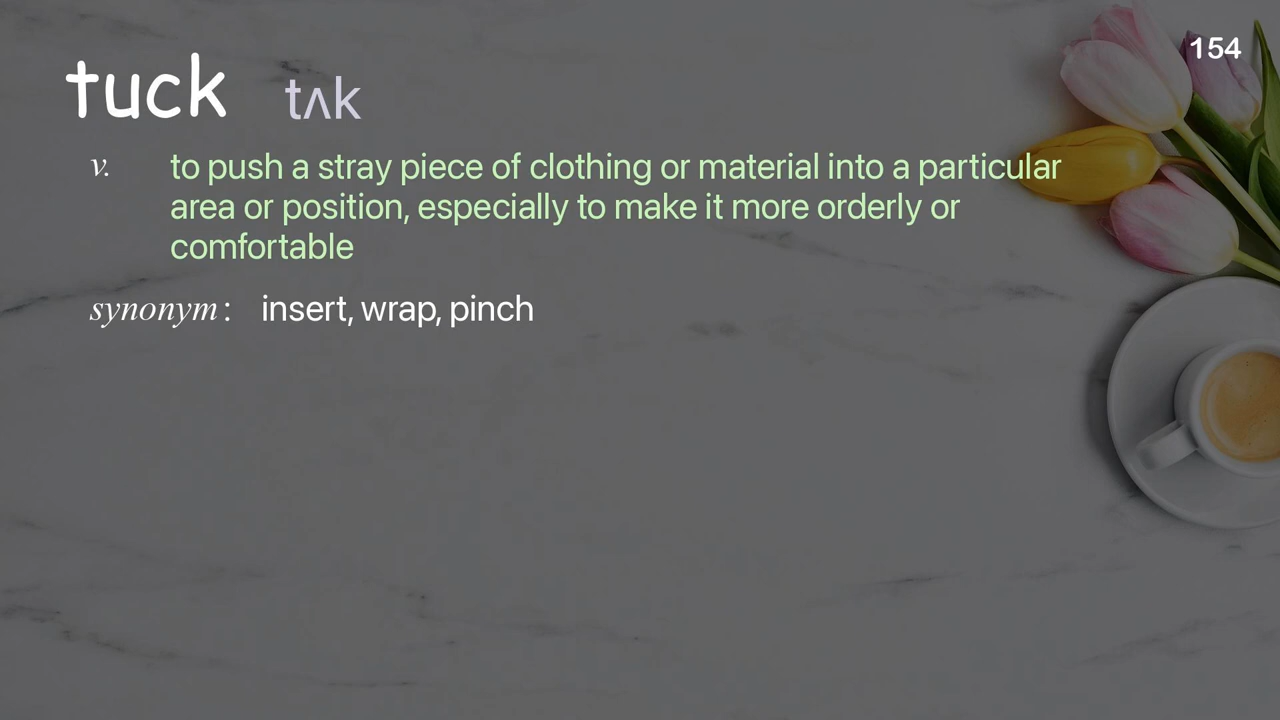 154
tuck tʌk
v. to push a stray piece of clothing or material into a particular
area or position, especially to make it more orderly or
comfortable
synonym: insert, wrap, pinch